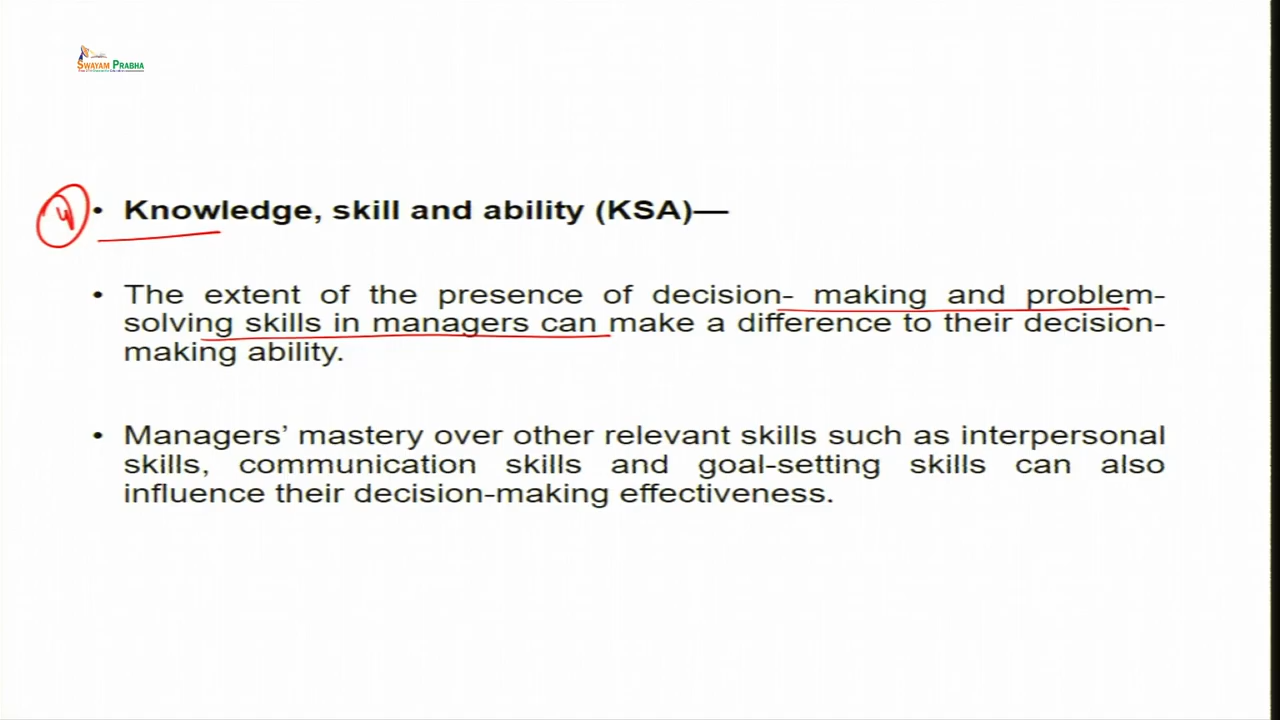 SWAYAM PRABHA
4
• Knowledge, skill and ability (KSA)—
• The extent of the presence of decision- making and problem-
solving skills in managers can make a difference to their decision-
making ability.
• Managers’ mastery over other relevant skills such as interpersonal
skills, communication skills and goal-setting skills can also
influence their decision-making effectiveness.